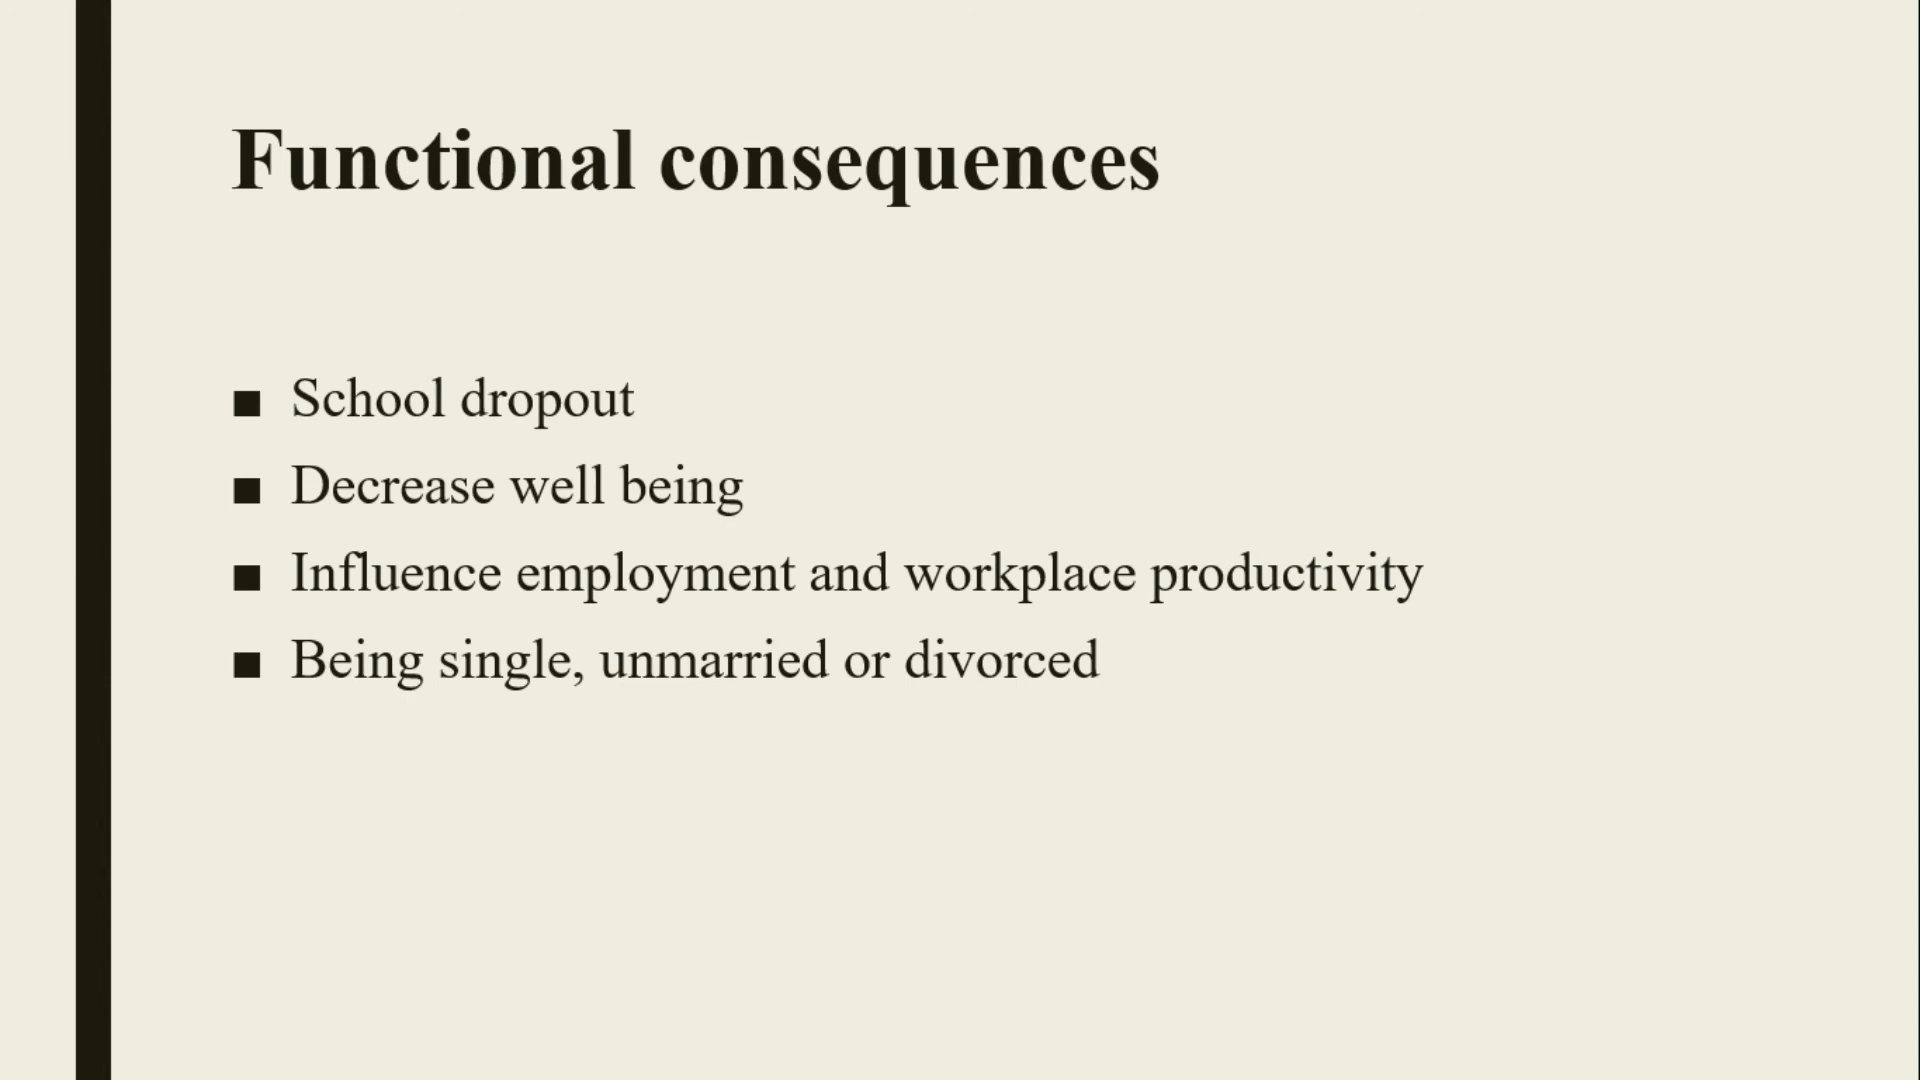 Functional consequences
■ School dropout
■ Decrease well being
■ Influence employment and workplace productivity
■ Being single, unmarried or divorced